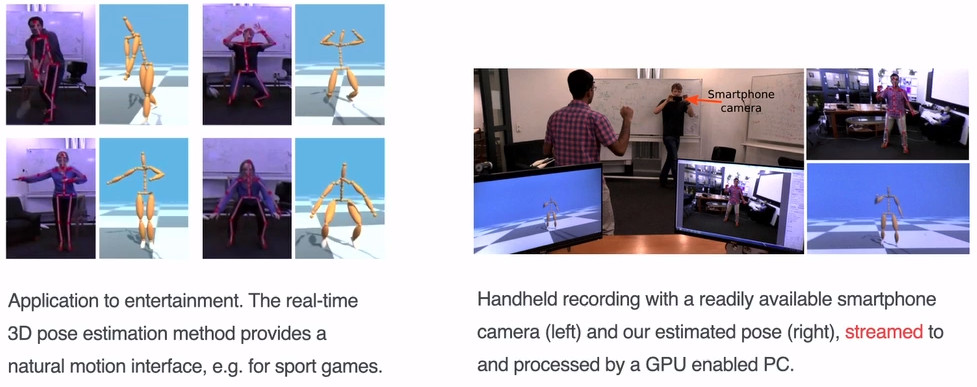 Smartphone
camera
Application to entertainment. The real-time
3D pose estimation method provides a
natural motion interface, e.g. for sport games.
Handheld recording with a readily available smartphone
camera (left) and our estimated pose (right), streamed to
and processed by a GPU enabled PC.